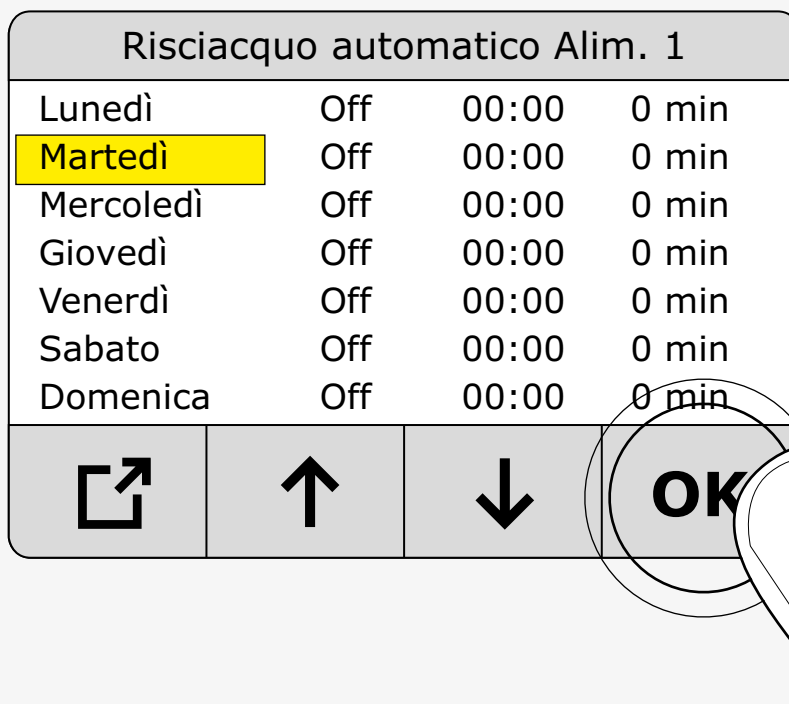 Risciacquo automatico Alim. 1
Lunedì Off 00:00 0 min
Martedì Off 00:00 0 min
Mercoledì Off 00:00 0 min
Giovedì Off 00:00 0 min
Venerdì Off 00:00 0 min
Sabato Off 00:00 0 min
Domenica Off 00:00 0 min
OK